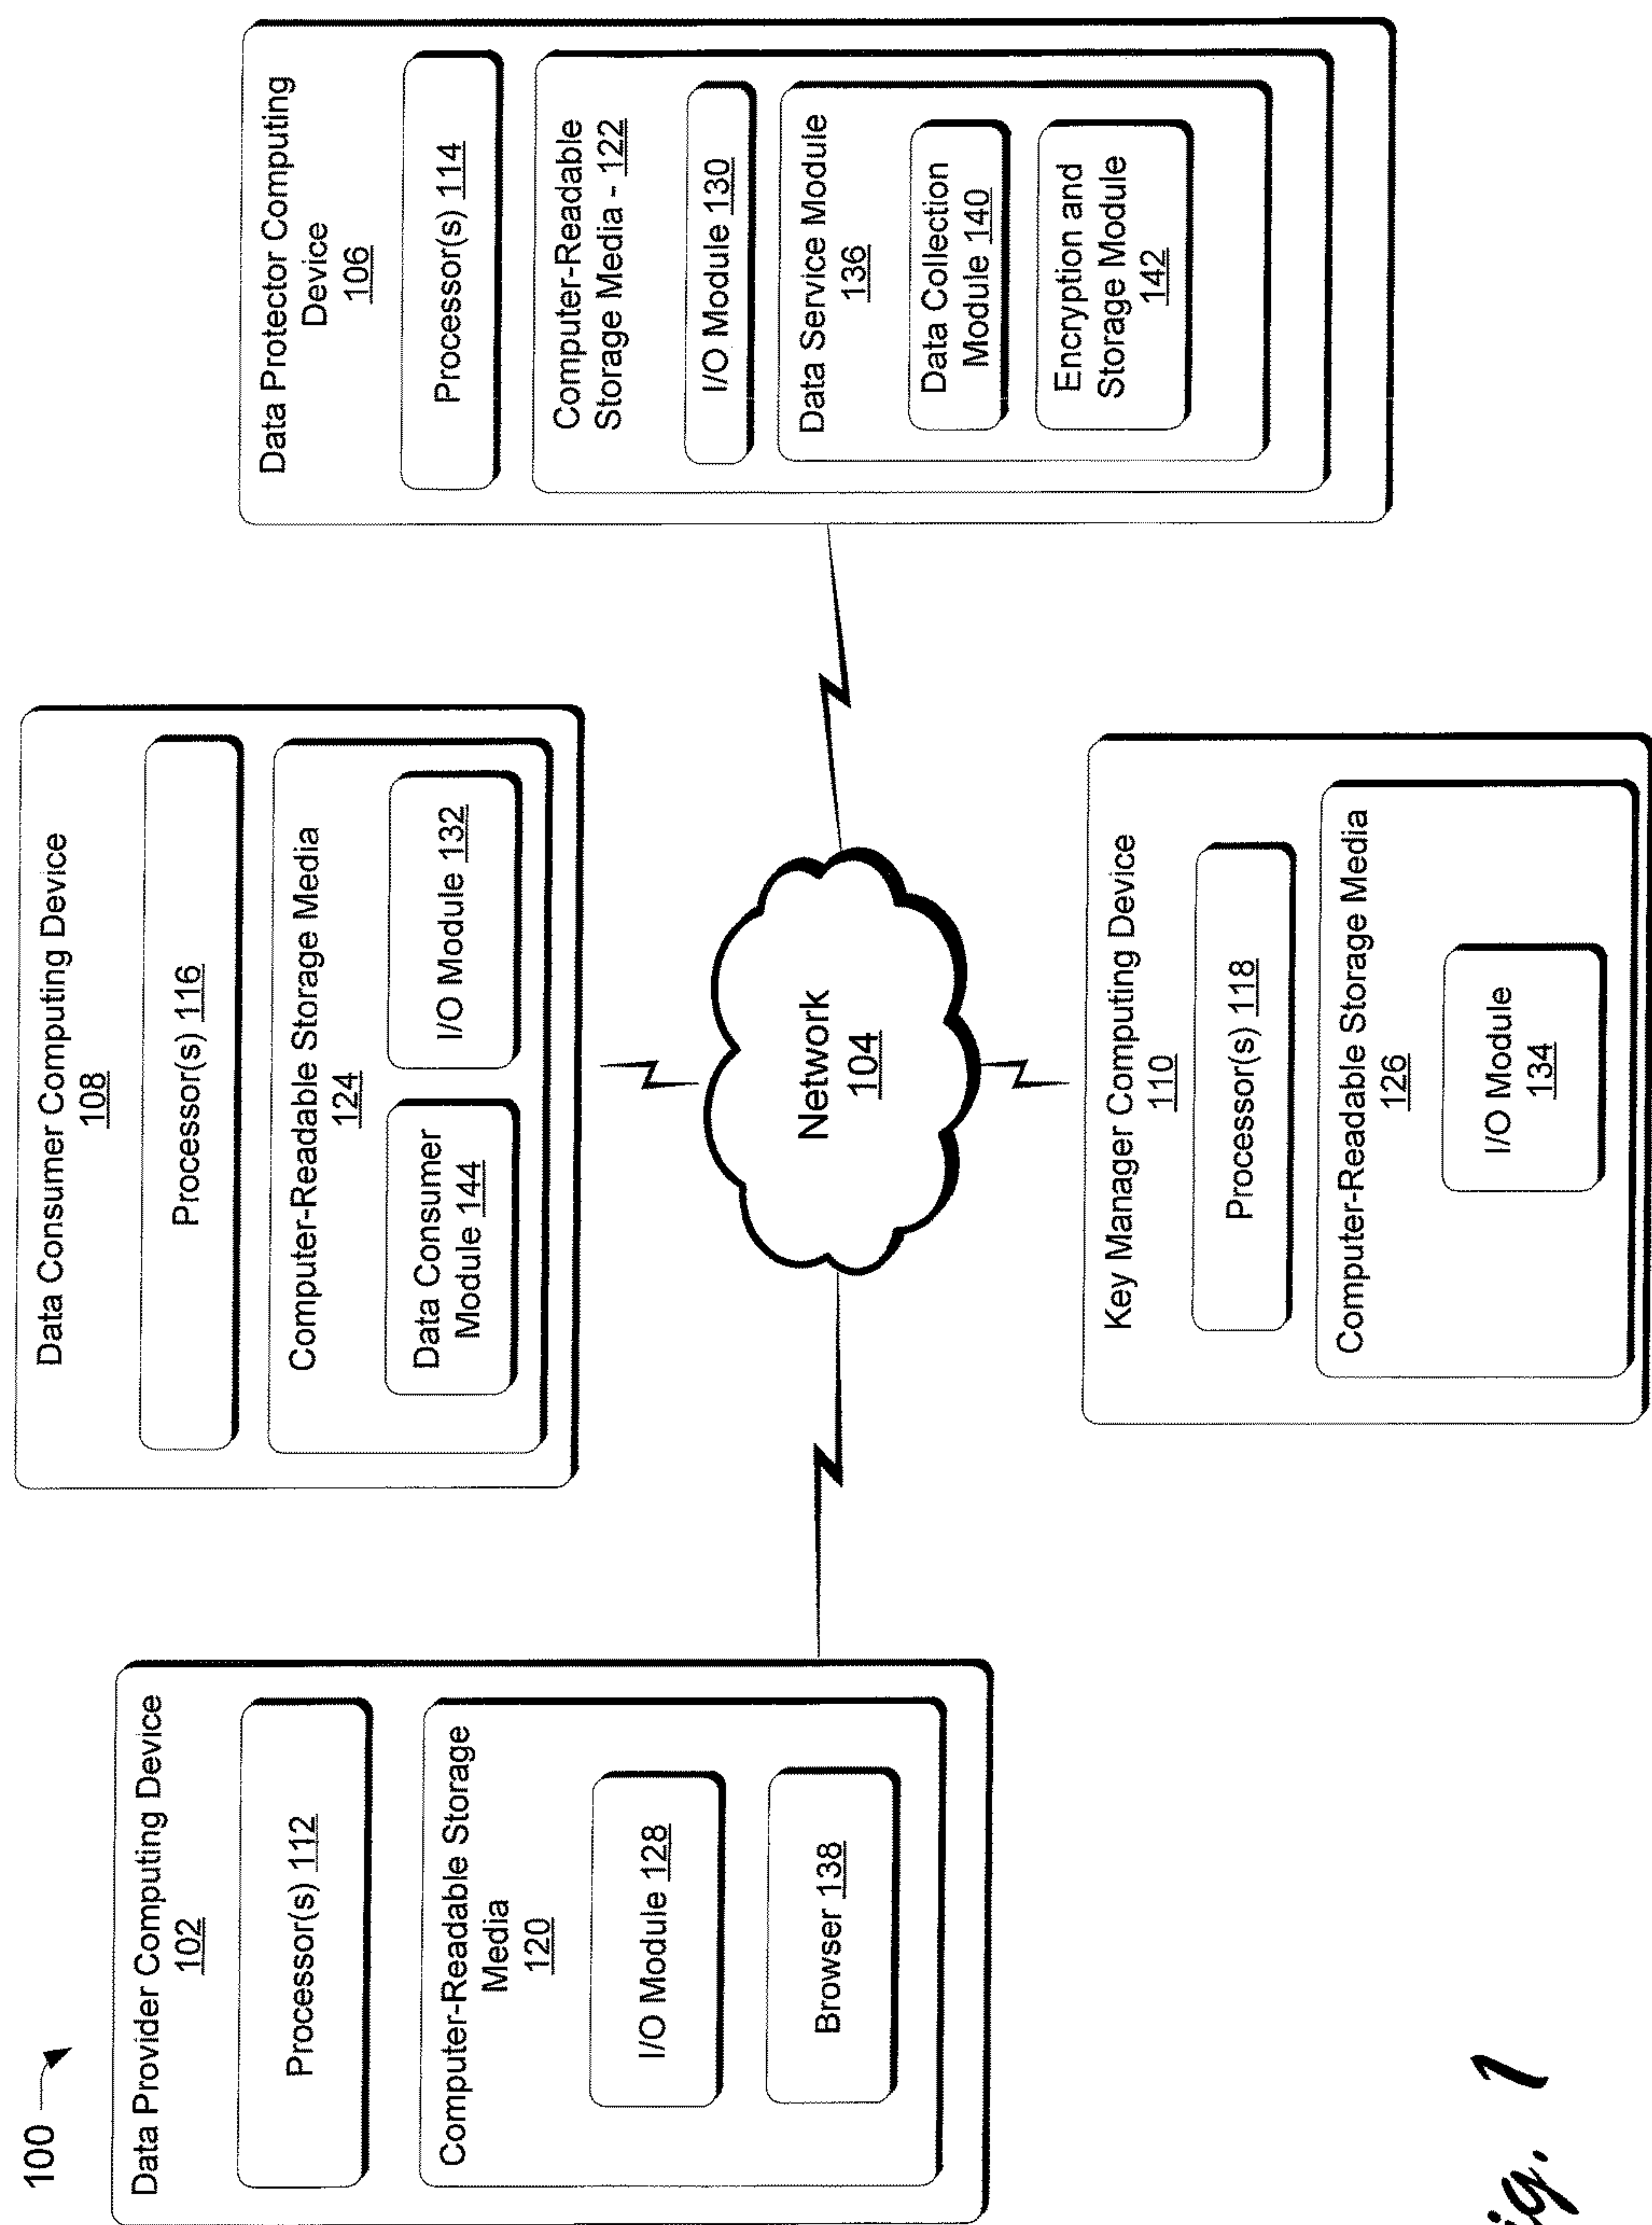 100
Data Provider Computing Device
102
Processor(s) 112
Computer-Readable Storage
Media
120
I/O Module 128
Browser 138
Data Consumer Computing Device
108
Processor(s) 116
Computer-Readable Storage Media
124
Data Consumer
Module 144
I/O Module 132
Network
104
Key Manager Computing Device
110
Processor(s) 118
Computer-Readable Storage Media
126
I/O Module
134
Data Protector Computing
Device
106
Processor(s) 114
Computer-Readable
Storage Media - 122
I/O Module 130
Data Service Module
136
Data Collection
Module 140
Encryption and
Storage Module
142
ig. 1